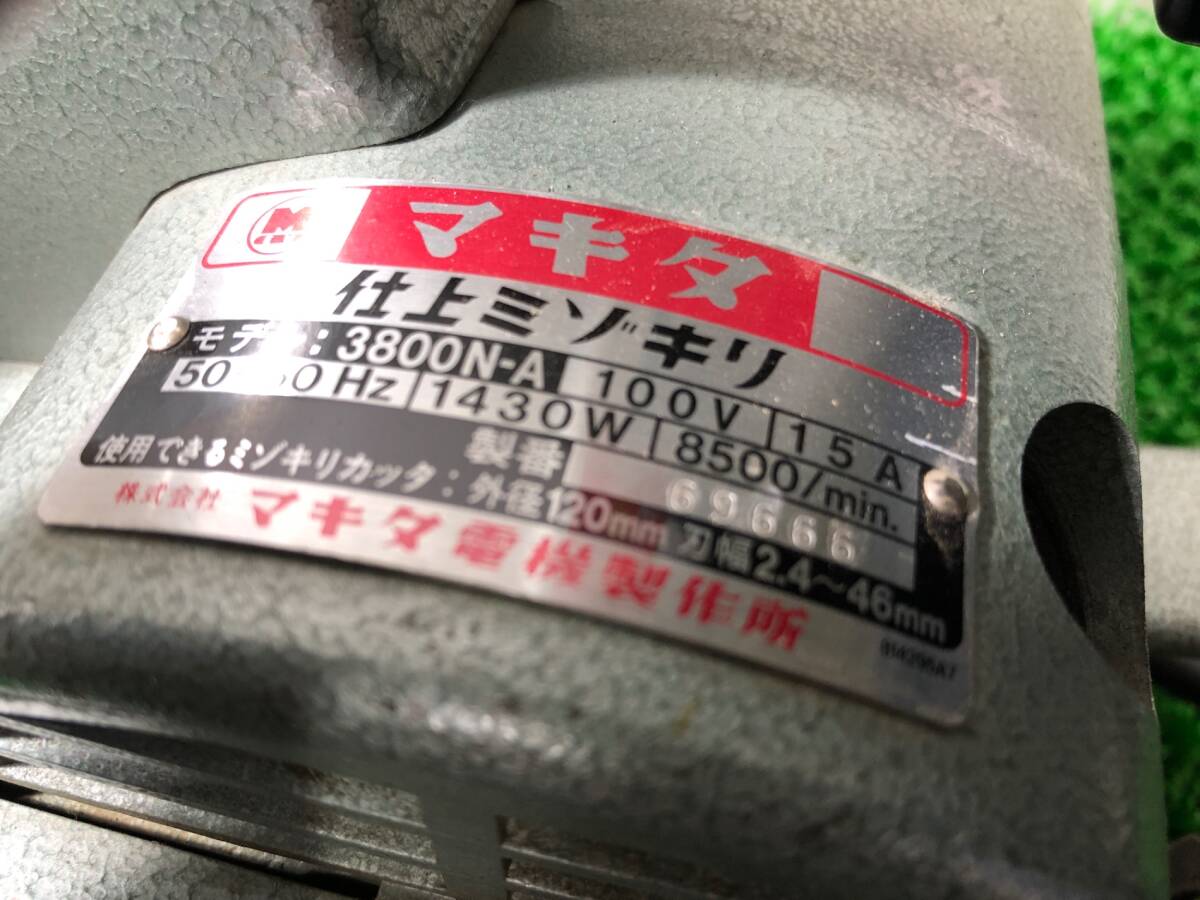 マキタ
仕上ミゾキリ
モデル: 3800N-A 100V 15A
50-60Hz 1430W 8500/min.
製番 69666
使用できるミゾキリカッタ: 外径120mm 刃幅2.4~46mm
株式会社 マキタ電機製作所